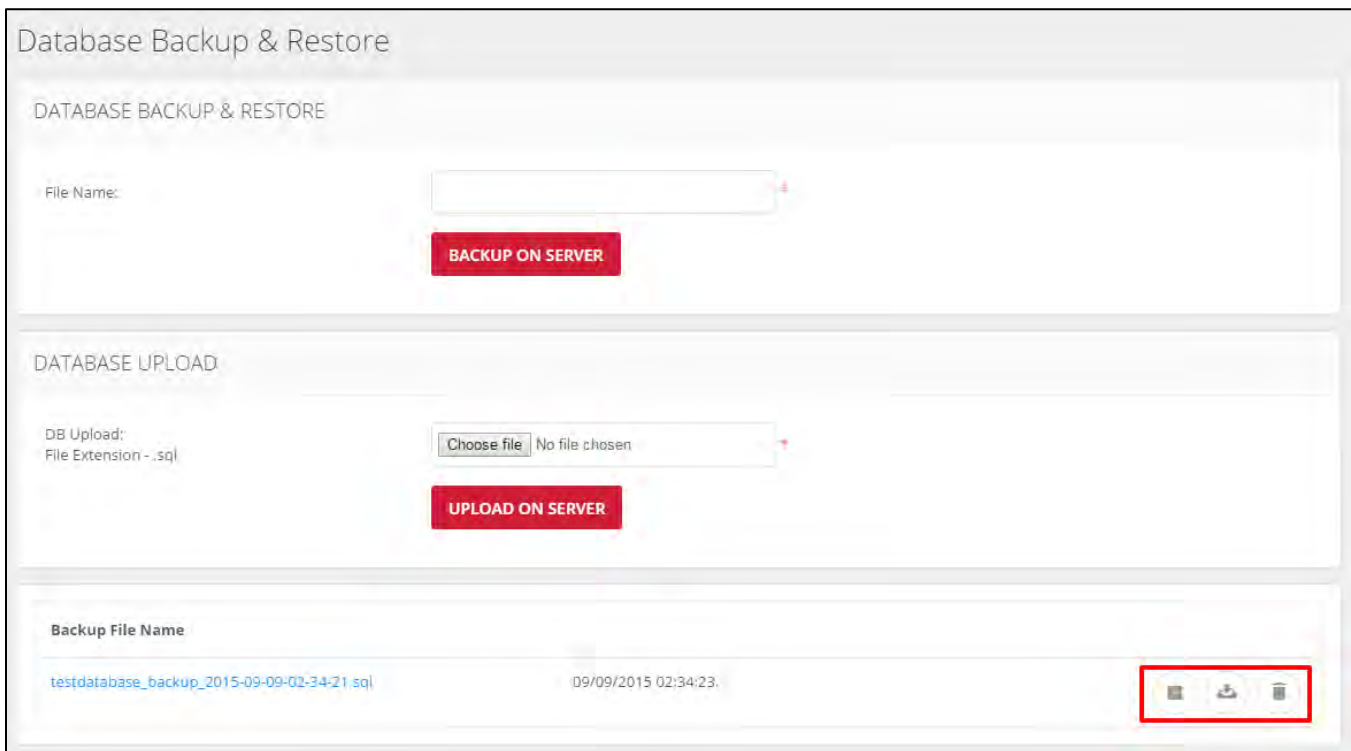 Database Backup & Restore
DATABASE BACKUP & RESTORE
File Name: *
BACKUP ON SERVER
DATABASE UPLOAD
DB Upload:
File Extension - .sql
Choose file No file chosen *
UPLOAD ON SERVER
Backup File Name
testdatabase_backup_2015-09-09-02-34-21.sql 09/09/2015 02:34:23.